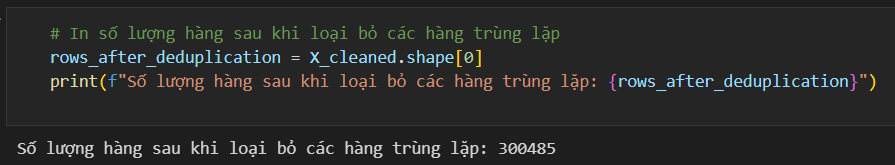 # In số lượng hàng sau khi loại bỏ các hàng trùng lặp
rows_after_deduplication = X_cleaned.shape[0]
print(f"Số lượng hàng sau khi loại bỏ các hàng trùng lặp: {rows_after_deduplication}")
Số lượng hàng sau khi loại bỏ các hàng trùng lặp: 300485